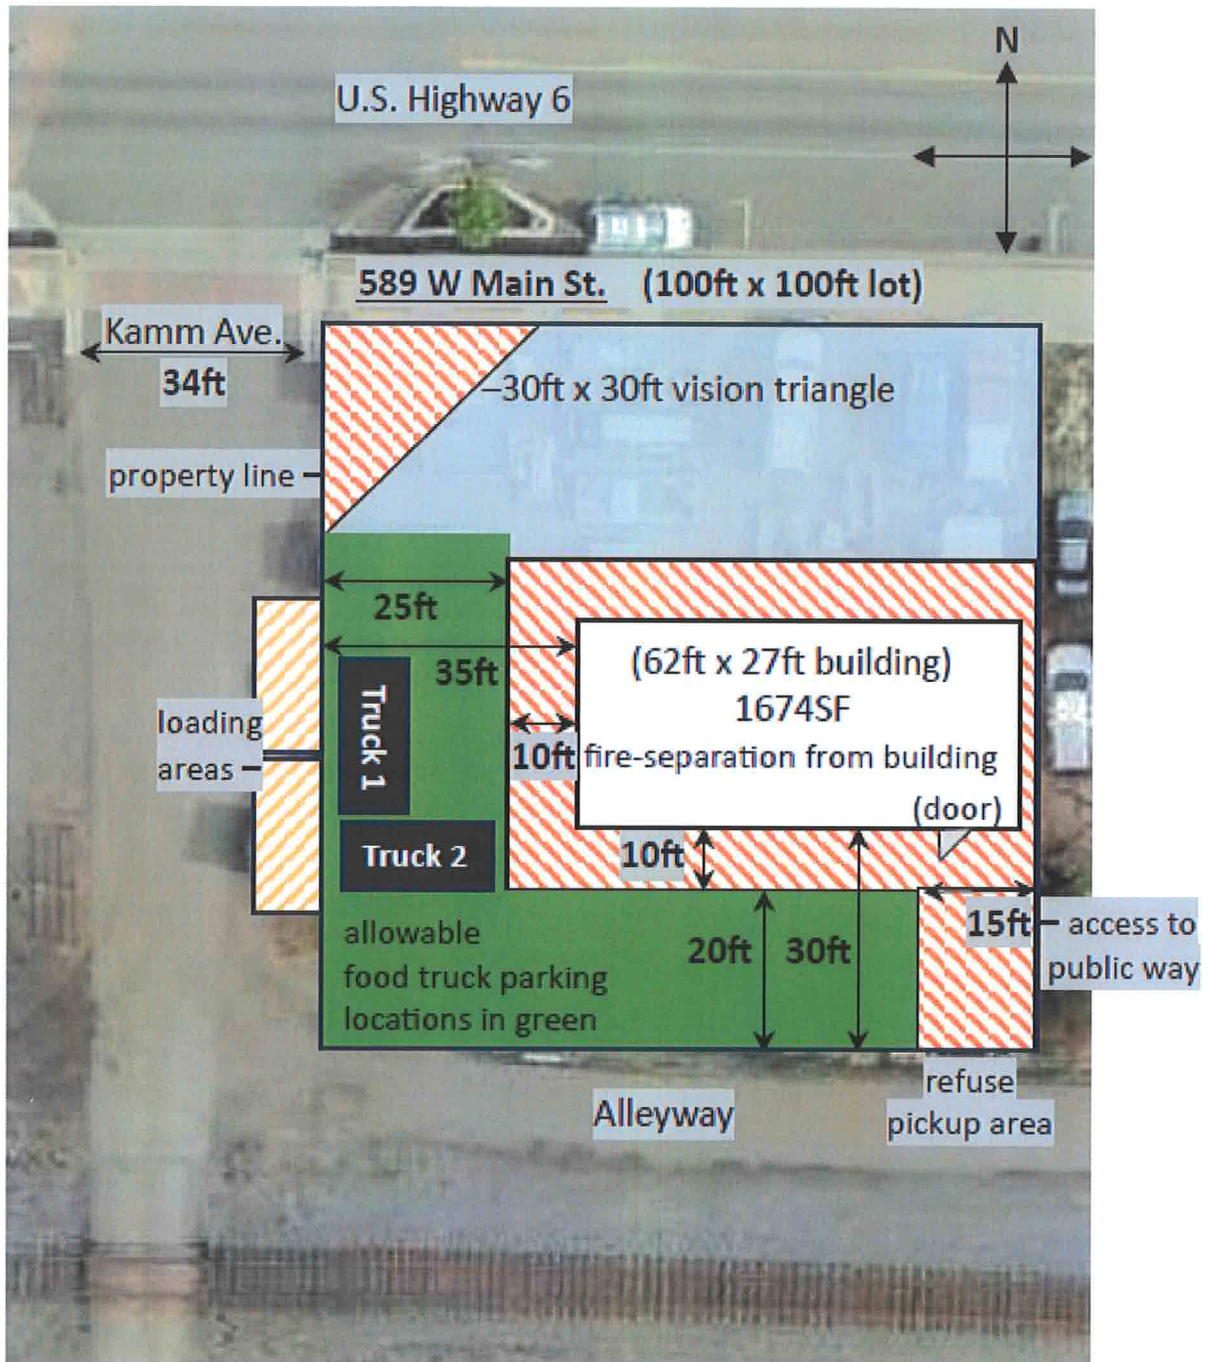 N
U.S. Highway 6
589 W Main St. (100ft x 100ft lot)
Kamm Ave.
34ft
–30ft x 30ft vision triangle
property line
25ft
35ft
(62ft x 27ft building)
1674SF
10ft fire-separation from building
(door)
loading
areas
Truck 1
Truck 2
10ft
allowable
food truck parking
locations in green
20ft
30ft
15ft
access to
public way
refuse
pickup area
Alleyway